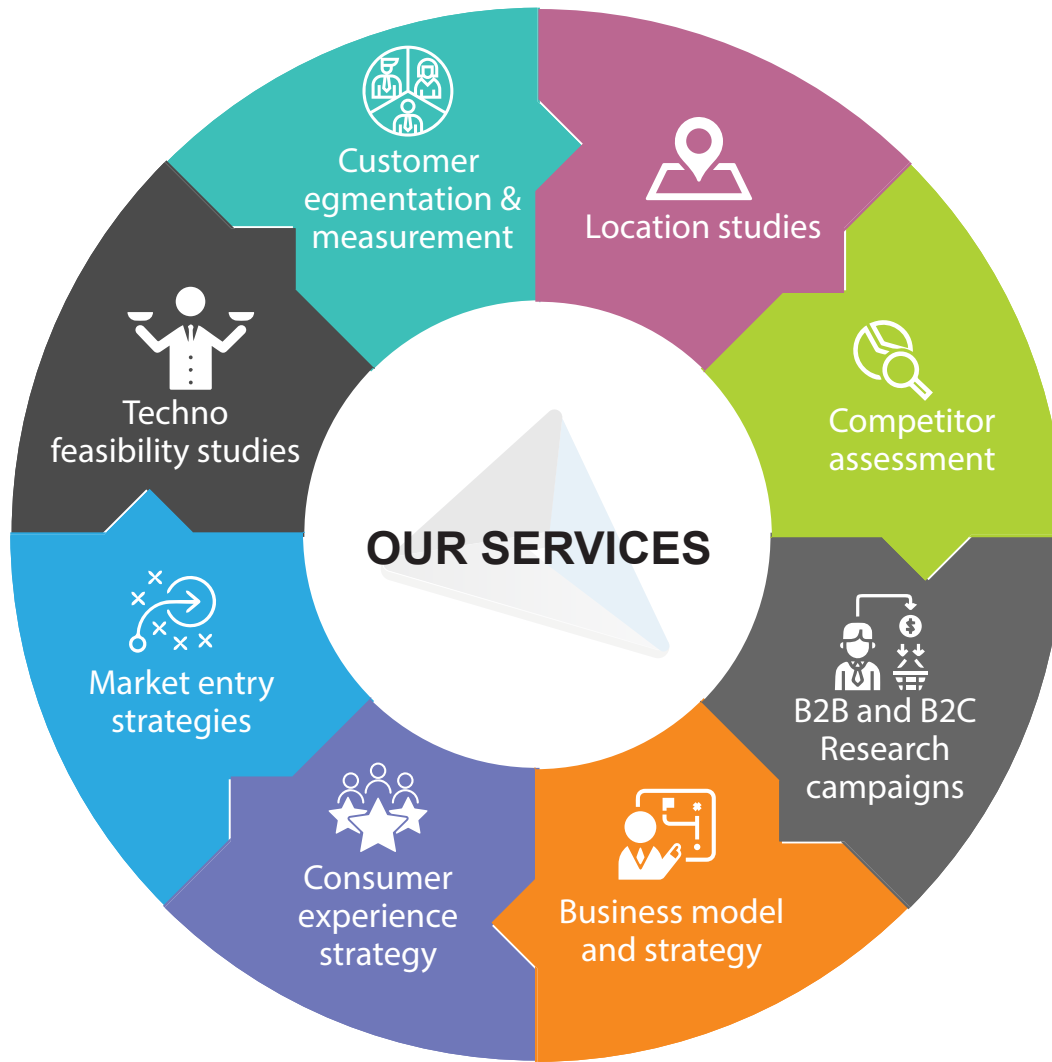 Customer
egmentation &
measurement
Location studies
Competitor
assessment
B2B and B2C
Research
campaigns
Business model
and strategy
Consumer
experience
strategy
Market entry
strategies
Techno
feasibility studies
OUR SERVICES